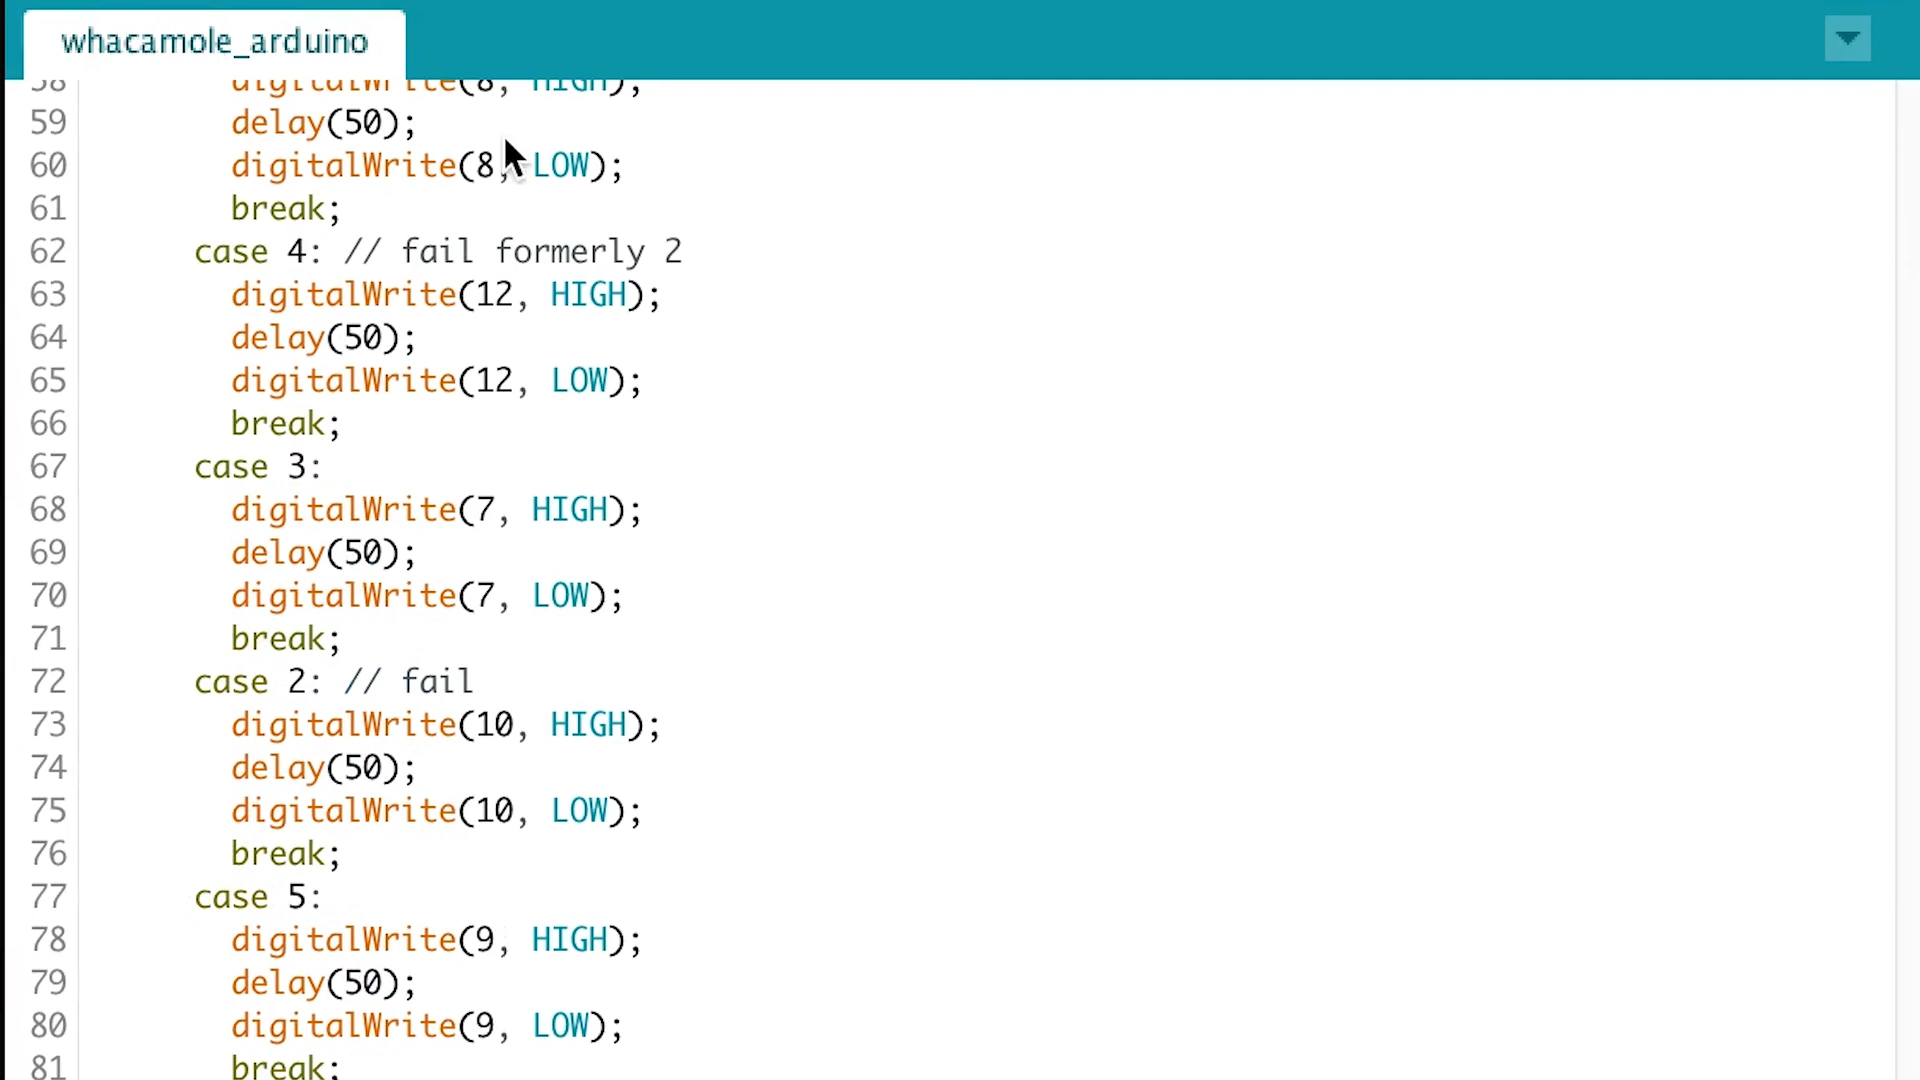 whacamole_arduino
58 digitalWrite(8, HIGH);
59 delay(50);
60 digitalWrite(8, LOW);
61 break;
62 case 4: // fail formerly 2
63 digitalWrite(12, HIGH);
64 delay(50);
65 digitalWrite(12, LOW);
66 break;
67 case 3:
68 digitalWrite(7, HIGH);
69 delay(50);
70 digitalWrite(7, LOW);
71 break;
72 case 2: // fail
73 digitalWrite(10, HIGH);
74 delay(50);
75 digitalWrite(10, LOW);
76 break;
77 case 5:
78 digitalWrite(9, HIGH);
79 delay(50);
80 digitalWrite(9, LOW);
81 break;